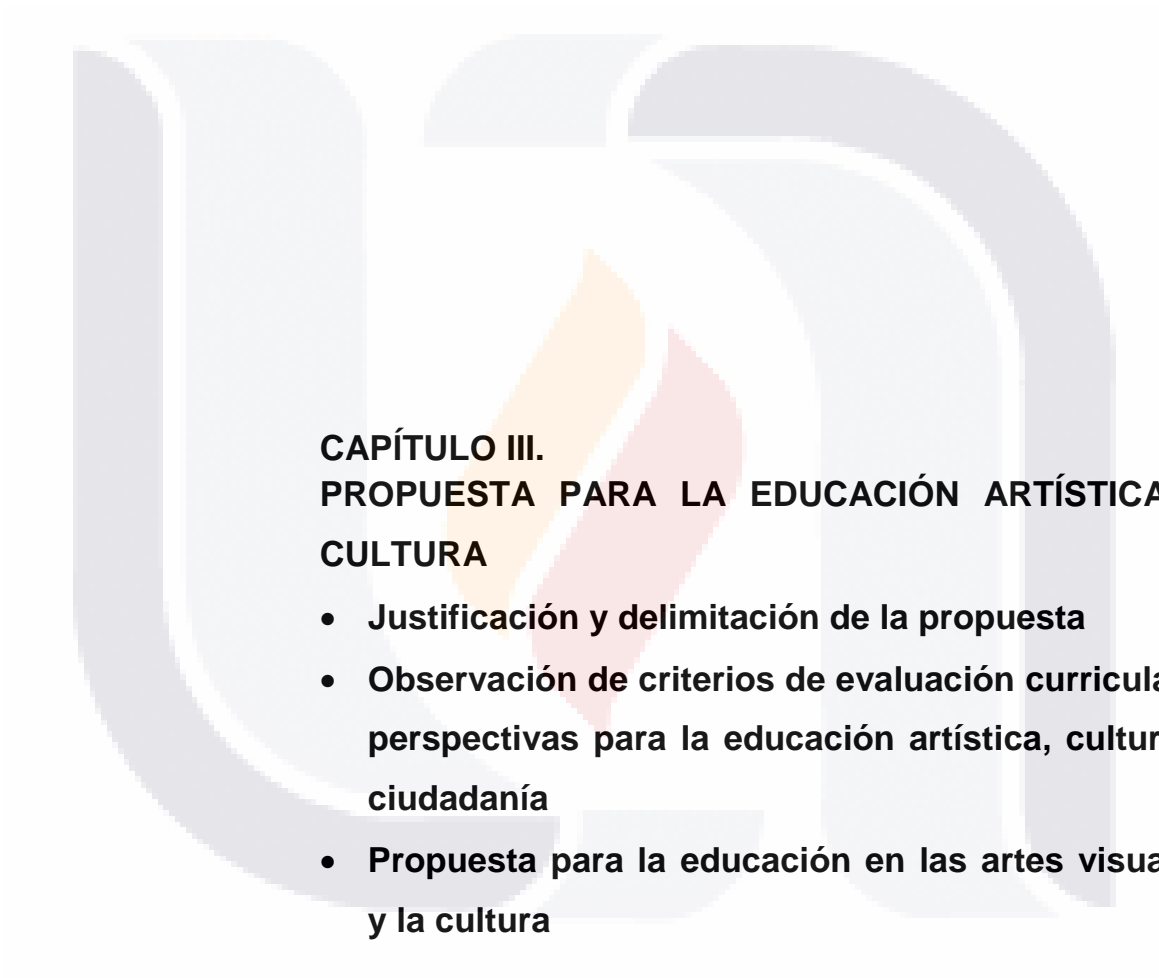 CAPÍTULO III.
PROPUESTA PARA LA EDUCACIÓN ARTÍSTICA
CULTURA
• Justificación y delimitación de la propuesta
• Observación de criterios de evaluación curricula
perspectivas para la educación artística, cultur
ciudadanía
• Propuesta para la educación en las artes visua
y la cultura